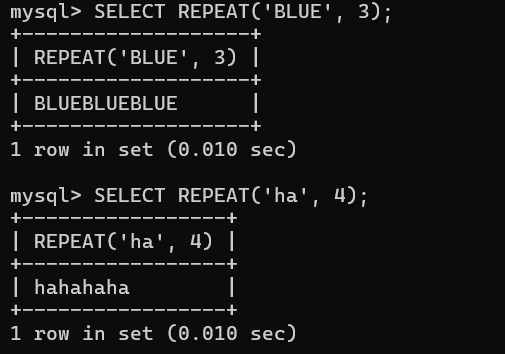 mysql> SELECT REPEAT('BLUE', 3);
+-------------------+
| REPEAT('BLUE', 3) |
+-------------------+
| BLUEBLUEBLUE      |
+-------------------+
1 row in set (0.010 sec)

mysql> SELECT REPEAT('ha', 4);
+-----------------+
| REPEAT('ha', 4) |
+-----------------+
| hahahaha        |
+-----------------+
1 row in set (0.010 sec)